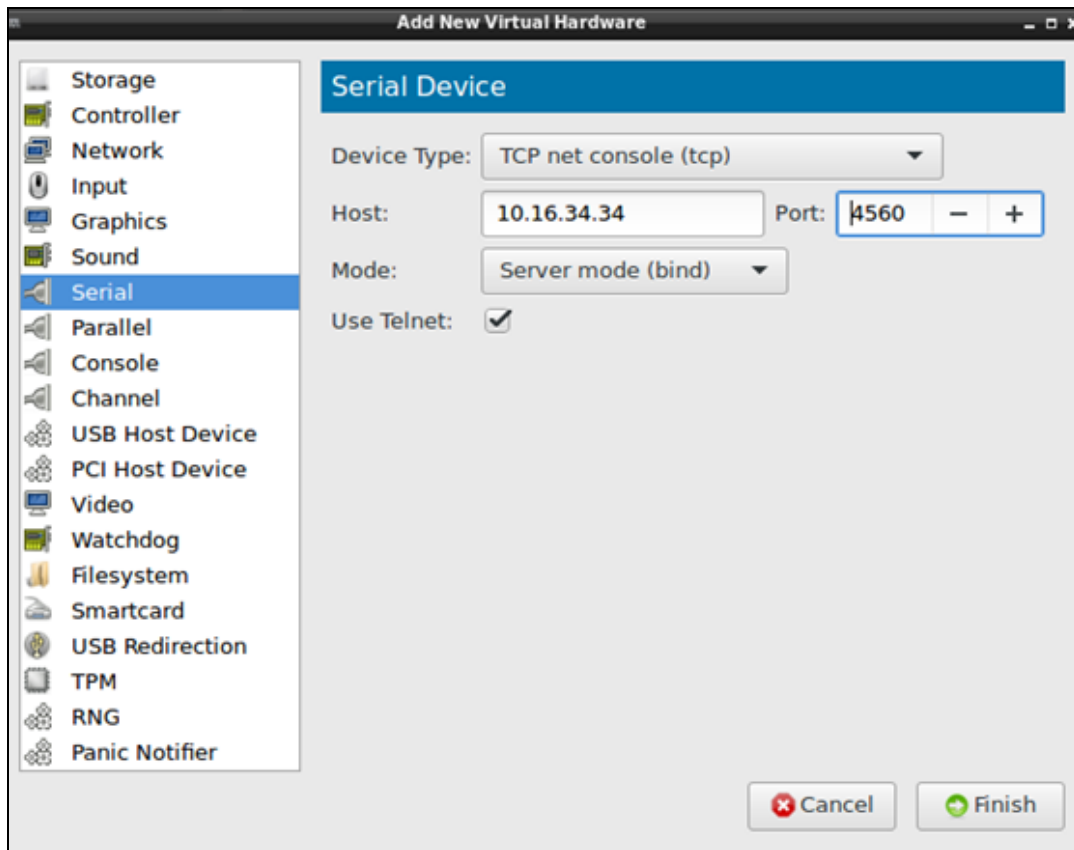 Add New Virtual Hardware
Storage
Controller
Network
Input
Graphics
Sound
Serial
Parallel
Console
Channel
USB Host Device
PCI Host Device
Video
Watchdog
Filesystem
Smartcard
USB Redirection
TPM
RNG
Panic Notifier
Serial Device
Device Type: TCP net console (tcp)
Host: 10.16.34.34 Port: 4560 − +
Mode: Server mode (bind)
Use Telnet:
Cancel Finish